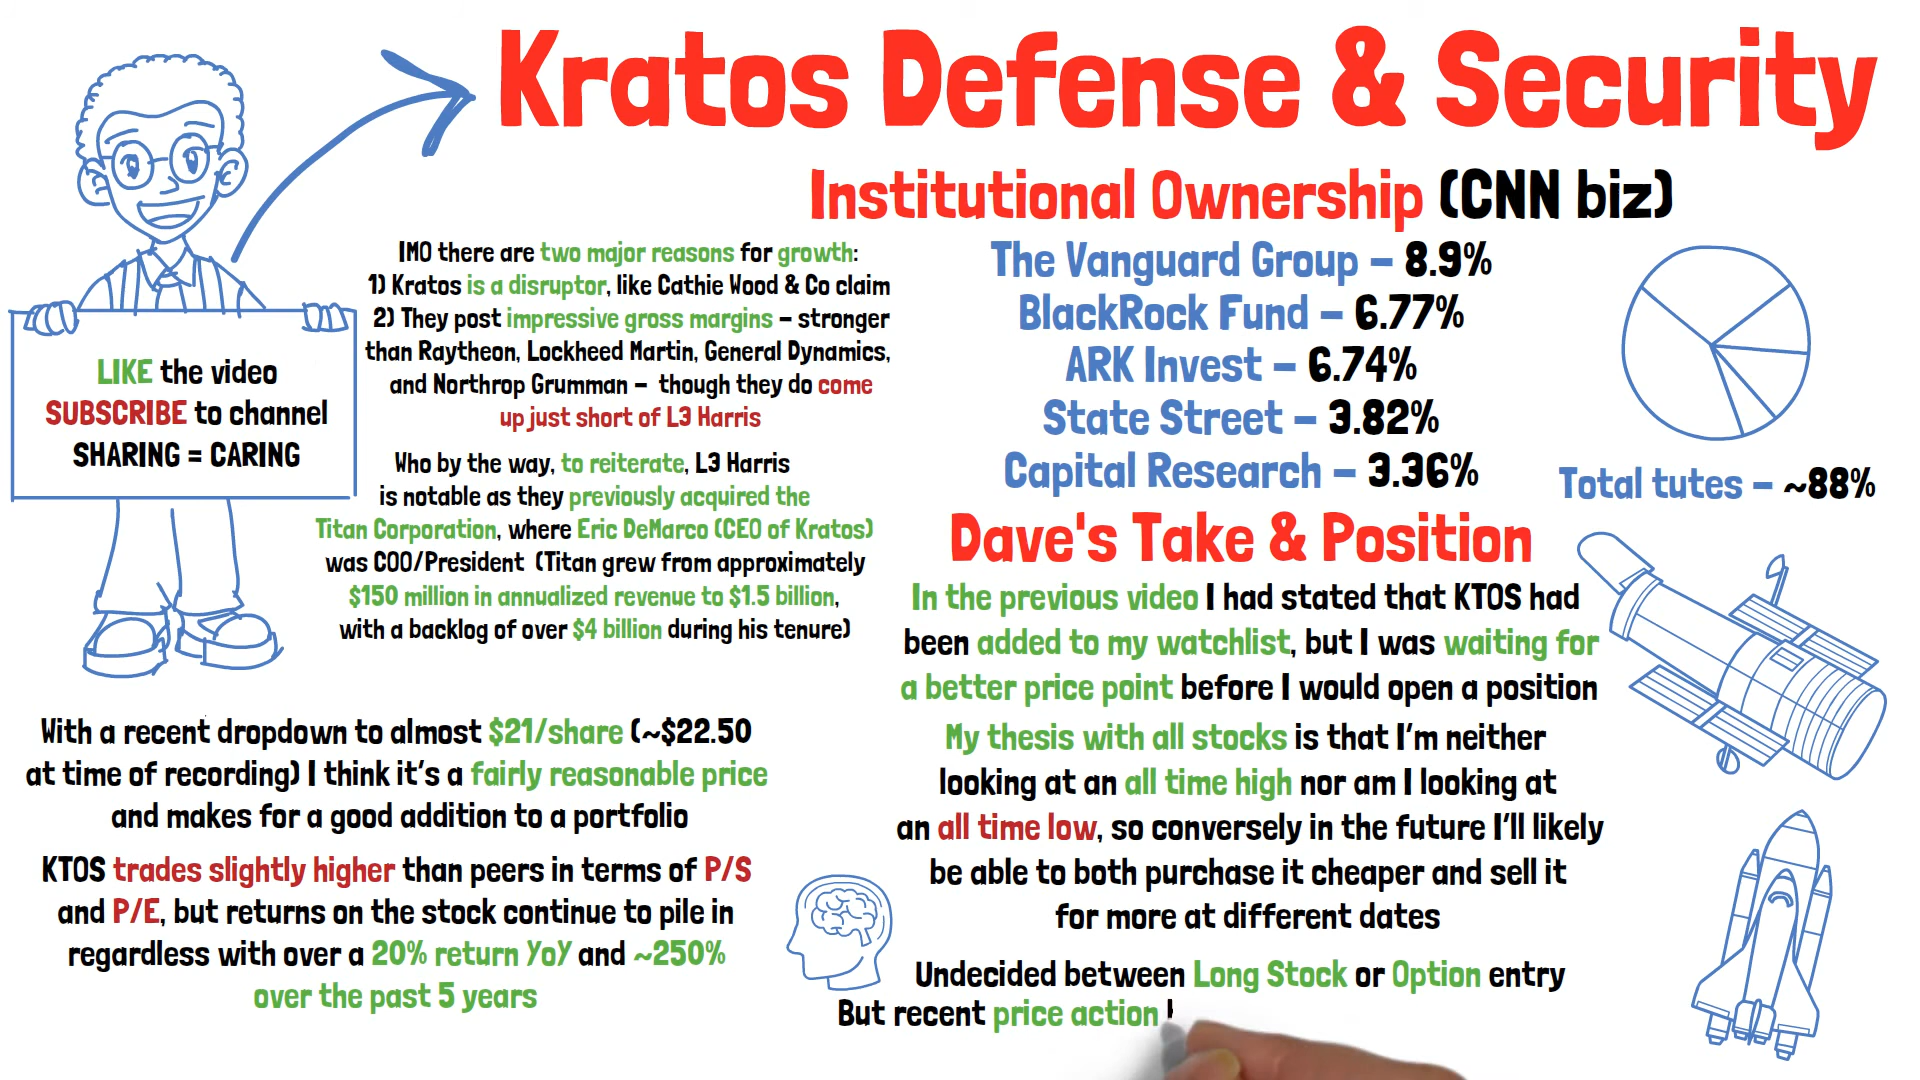 Kratos Defense & Security
Institutional Ownership (CNN biz)
The Vanguard Group – 8.9%
BlackRock Fund – 6.77%
ARK Invest – 6.74%
State Street – 3.82%
Capital Research – 3.36%
Total tutes – ~88%
IMO there are two major reasons for growth:
1) Kratos is a disruptor, like Cathie Wood & Co claim
2) They post impressive gross margins – stronger
than Raytheon, Lockheed Martin, General Dynamics,
and Northrop Grumman – though they do come
up just short of L3 Harris
Who by the way, to reiterate, L3 Harris
is notable as they previously acquired the
Titan Corporation, where Eric DeMarco (CEO of Kratos)
was COO/President (Titan grew from approximately
$150 million in annualized revenue to $1.5 billion,
with a backlog of over $4 billion during his tenure)
LIKE the video
SUBSCRIBE to channel
SHARING = CARING
With a recent dropdown to almost $21/share (~$22.50
at time of recording) I think it's a fairly reasonable price
and makes for a good addition to a portfolio
KTOS trades slightly higher than peers in terms of P/S
and P/E, but returns on the stock continue to pile in
regardless with over a 20% return YoY and ~250%
over the past 5 years
Dave's Take & Position
In the previous video I had stated that KTOS had
been added to my watchlist, but I was waiting for
a better price point before I would open a position
My thesis with all stocks is that I'm neither
looking at an all time high nor am I looking at
an all time low, so conversely in the future I'll likely
be able to both purchase it cheaper and sell it
for more at different dates
Undecided between Long Stock or Option entry
But recent price action